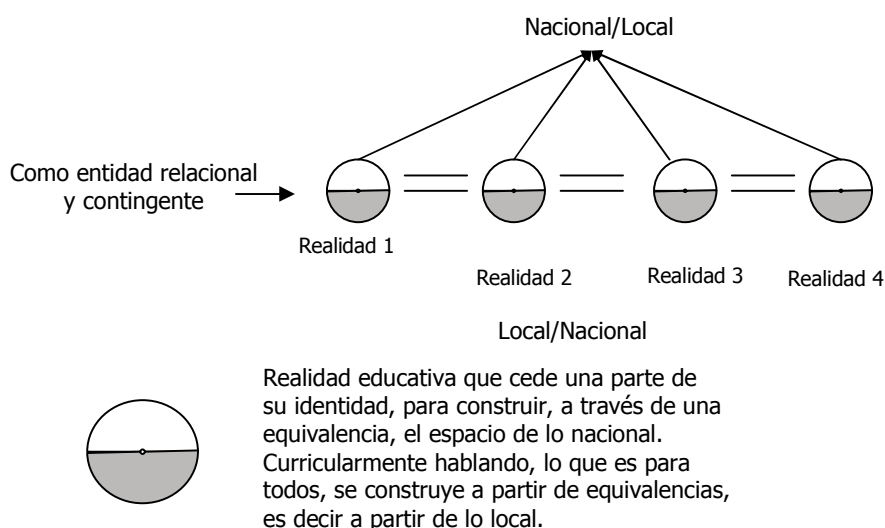 Nacional/Local
Como entidad relacional
y contingente
Realidad 1
Realidad 2
Realidad 3
Realidad 4
Local/Nacional
Realidad educativa que cede una parte de
su identidad, para construir, a través de una
equivalencia, el espacio de lo nacional.
Curricularmente hablando, lo que es para
todos, se construye a partir de equivalencias,
es decir a partir de lo local.